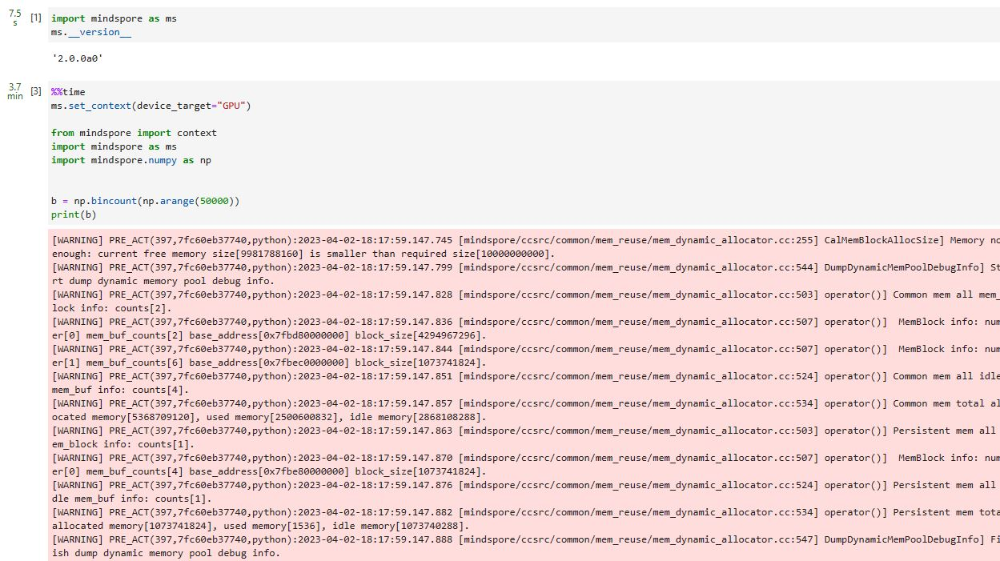 7.5
s
[1]
import mindspore as ms
ms.__version__
'2.0.0a0'
3.7
min
[3]
%%time
ms.set_context(device_target="GPU")
from mindspore import context
import mindspore as ms
import mindspore.numpy as np
b = np.bincount(np.arange(50000))
print(b)
[WARNING] PRE_ACT(397,7fc60eb37740,python):2023-04-02-18:17:59.147.745 [mindspore/ccsrc/common/mem_reuse/mem_dynamic_allocator.cc:255] CalMemBlockAllocSize] Memory no
enough: current free memory size[9981788160] is smaller than required size[10000000000].
[WARNING] PRE_ACT(397,7fc60eb37740,python):2023-04-02-18:17:59.147.799 [mindspore/ccsrc/common/mem_reuse/mem_dynamic_allocator.cc:544] DumpDynamicMemPoolDebugInfo] St
rt dump dynamic memory pool debug info.
[WARNING] PRE_ACT(397,7fc60eb37740,python):2023-04-02-18:17:59.147.828 [mindspore/ccsrc/common/mem_reuse/mem_dynamic_allocator.cc:503] operator()] Common mem all mem_
lock info: counts[2].
[WARNING] PRE_ACT(397,7fc60eb37740,python):2023-04-02-18:17:59.147.836 [mindspore/ccsrc/common/mem_reuse/mem_dynamic_allocator.cc:507] operator()]  MemBlock info: num
er[0] mem_buf_counts[2] base_address[0x7fbd80000000] block_size[4294967296].
[WARNING] PRE_ACT(397,7fc60eb37740,python):2023-04-02-18:17:59.147.844 [mindspore/ccsrc/common/mem_reuse/mem_dynamic_allocator.cc:507] operator()]  MemBlock info: num
er[1] mem_buf_counts[6] base_address[0x7fbec0000000] block_size[1073741824].
[WARNING] PRE_ACT(397,7fc60eb37740,python):2023-04-02-18:17:59.147.851 [mindspore/ccsrc/common/mem_reuse/mem_dynamic_allocator.cc:524] operator()] Common mem all idle
mem_buf info: counts[4].
[WARNING] PRE_ACT(397,7fc60eb37740,python):2023-04-02-18:17:59.147.857 [mindspore/ccsrc/common/mem_reuse/mem_dynamic_allocator.cc:534] operator()] Common mem total al
ocated memory[5368709120], used memory[2500600832], idle memory[2868108288].
[WARNING] PRE_ACT(397,7fc60eb37740,python):2023-04-02-18:17:59.147.863 [mindspore/ccsrc/common/mem_reuse/mem_dynamic_allocator.cc:503] operator()] Persistent mem all
em_block info: counts[1].
[WARNING] PRE_ACT(397,7fc60eb37740,python):2023-04-02-18:17:59.147.870 [mindspore/ccsrc/common/mem_reuse/mem_dynamic_allocator.cc:507] operator()]  MemBlock info: num
er[0] mem_buf_counts[4] base_address[0x7fbe80000000] block_size[1073741824].
[WARNING] PRE_ACT(397,7fc60eb37740,python):2023-04-02-18:17:59.147.876 [mindspore/ccsrc/common/mem_reuse/mem_dynamic_allocator.cc:524] operator()] Persistent mem all
dle mem_buf info: counts[1].
[WARNING] PRE_ACT(397,7fc60eb37740,python):2023-04-02-18:17:59.147.882 [mindspore/ccsrc/common/mem_reuse/mem_dynamic_allocator.cc:534] operator()] Persistent mem tota
allocated memory[1073741824], used memory[1536], idle memory[1073740288].
[WARNING] PRE_ACT(397,7fc60eb37740,python):2023-04-02-18:17:59.147.888 [mindspore/ccsrc/common/mem_reuse/mem_dynamic_allocator.cc:547] DumpDynamicMemPoolDebugInfo] Fi
ish dump dynamic memory pool debug info.